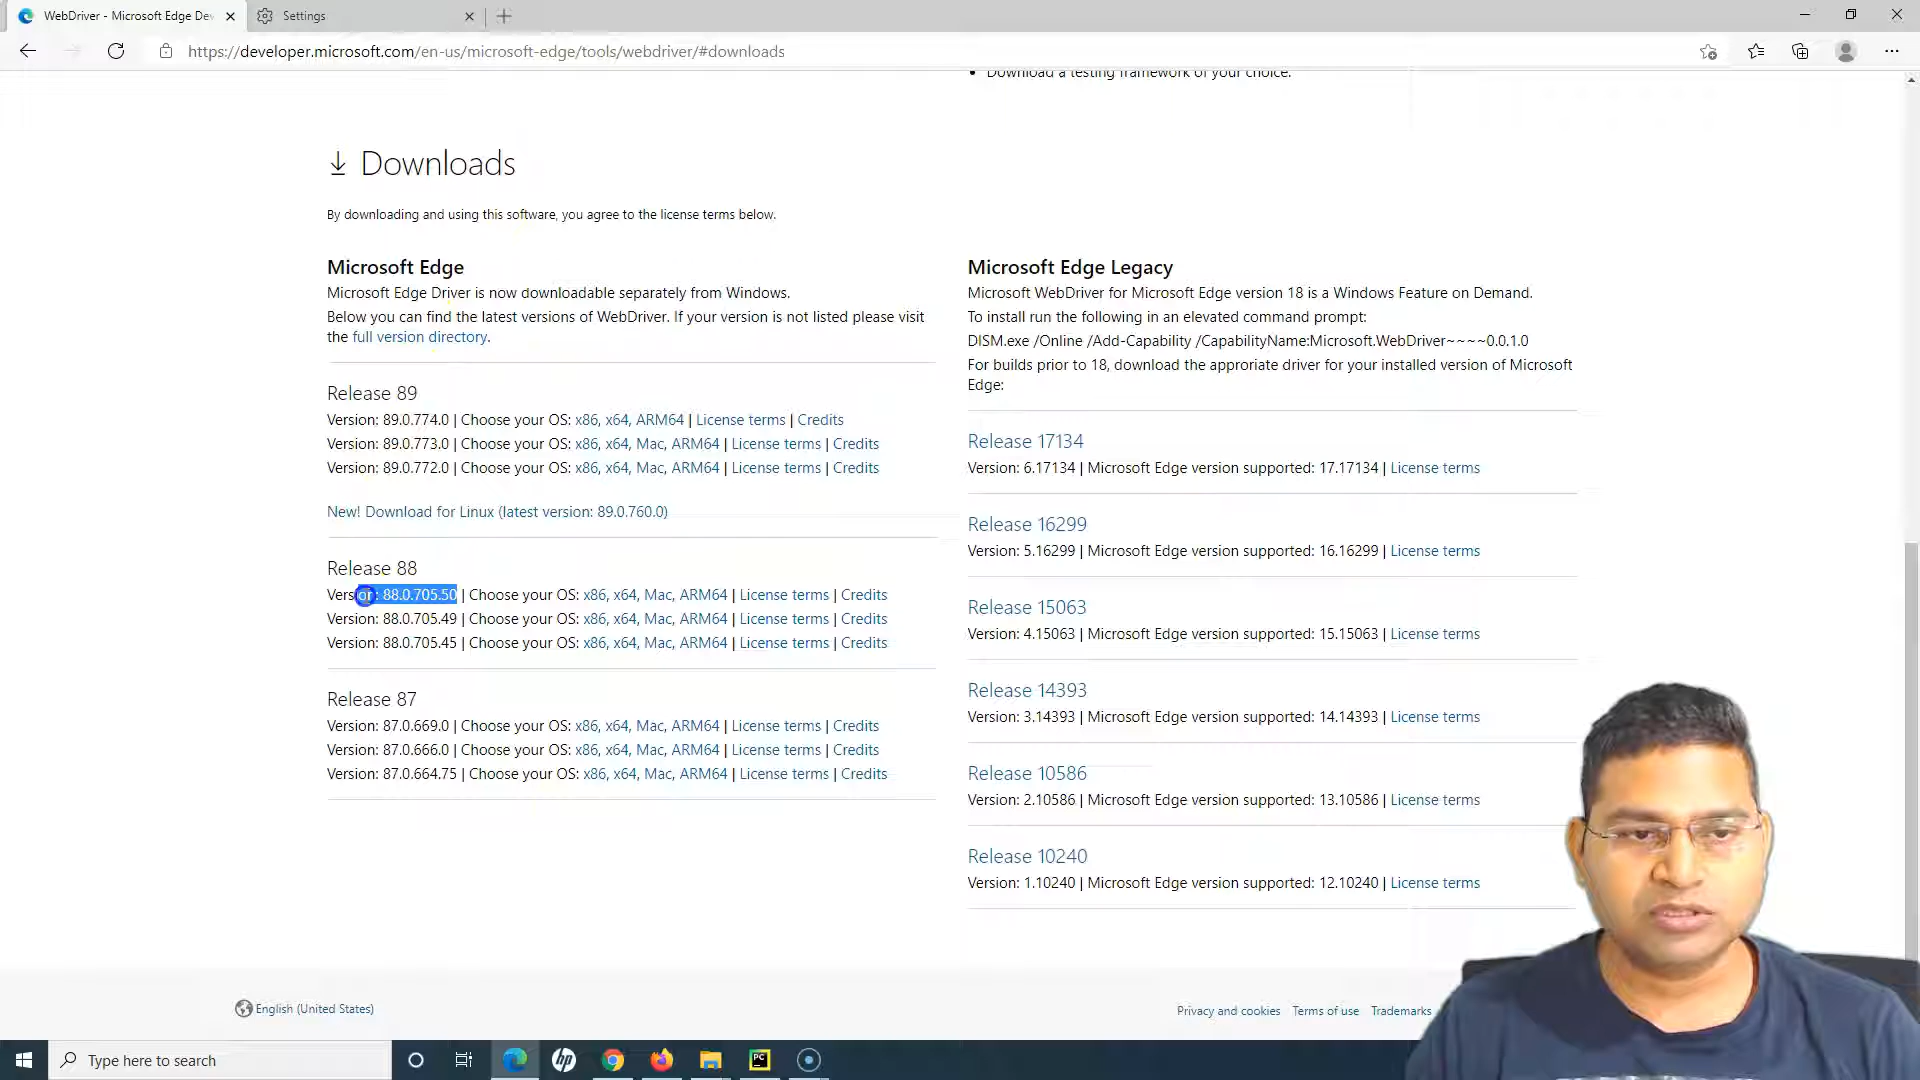 WebDriver - Microsoft Edge Dev
Settings
https://developer.microsoft.com/en-us/microsoft-edge/tools/webdriver/#downloads
• Download a testing framework of your choice.
Downloads
By downloading and using this software, you agree to the license terms below.
Microsoft Edge
Microsoft Edge Driver is now downloadable separately from Windows.
Below you can find the latest versions of WebDriver. If your version is not listed please visit
the full version directory.
Release 89
Version: 89.0.774.0 | Choose your OS: x86, x64, ARM64 | License terms | Credits
Version: 89.0.773.0 | Choose your OS: x86, x64, Mac, ARM64 | License terms | Credits
Version: 89.0.772.0 | Choose your OS: x86, x64, Mac, ARM64 | License terms | Credits
New! Download for Linux (latest version: 89.0.760.0)
Release 88
Version: 88.0.705.50 | Choose your OS: x86, x64, Mac, ARM64 | License terms | Credits
Version: 88.0.705.49 | Choose your OS: x86, x64, Mac, ARM64 | License terms | Credits
Version: 88.0.705.45 | Choose your OS: x86, x64, Mac, ARM64 | License terms | Credits
Release 87
Version: 87.0.669.0 | Choose your OS: x86, x64, Mac, ARM64 | License terms | Credits
Version: 87.0.666.0 | Choose your OS: x86, x64, Mac, ARM64 | License terms | Credits
Version: 87.0.664.75 | Choose your OS: x86, x64, Mac, ARM64 | License terms | Credits
Microsoft Edge Legacy
Microsoft WebDriver for Microsoft Edge version 18 is a Windows Feature on Demand.
To install run the following in an elevated command prompt:
DISM.exe /Online /Add-Capability /CapabilityName:Microsoft.WebDriver~~~~0.0.1.0
For builds prior to 18, download the approriate driver for your installed version of Microsoft
Edge:
Release 17134
Version: 6.17134 | Microsoft Edge version supported: 17.17134 | License terms
Release 16299
Version: 5.16299 | Microsoft Edge version supported: 16.16299 | License terms
Release 15063
Version: 4.15063 | Microsoft Edge version supported: 15.15063 | License terms
Release 14393
Version: 3.14393 | Microsoft Edge version supported: 14.14393 | License terms
Release 10586
Version: 2.10586 | Microsoft Edge version supported: 13.10586 | License terms
Release 10240
Version: 1.10240 | Microsoft Edge version supported: 12.10240 | License terms
English (United States)
Privacy and cookies Terms of use Trademarks
Type here to search
hp
PC